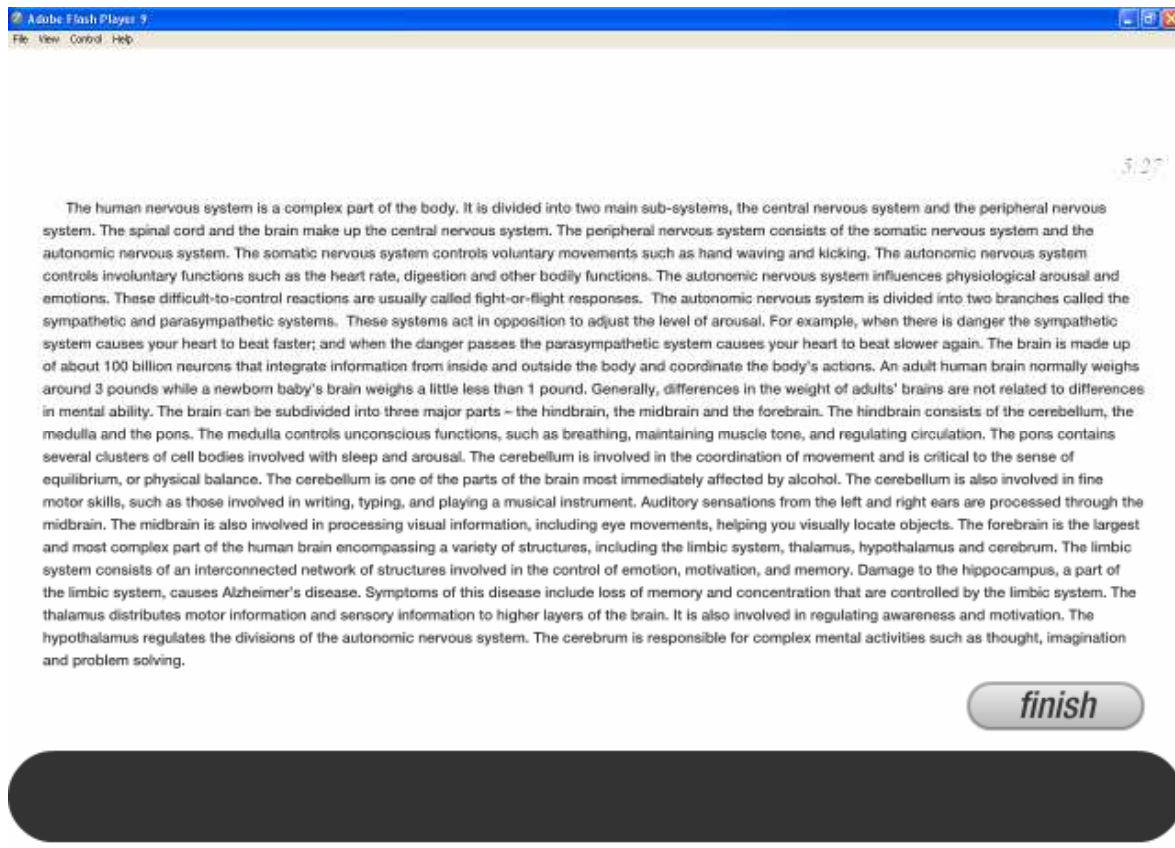 Adobe Flash Player 9
File View Control Help
5:27
The human nervous system is a complex part of the body. It is divided into two main sub-systems, the central nervous system and the peripheral nervous
system. The spinal cord and the brain make up the central nervous system. The peripheral nervous system consists of the somatic nervous system and the
autonomic nervous system. The somatic nervous system controls voluntary movements such as hand waving and kicking. The autonomic nervous system
controls involuntary functions such as the heart rate, digestion and other bodily functions. The autonomic nervous system influences physiological arousal and
emotions. These difficult-to-control reactions are usually called fight-or-flight responses. The autonomic nervous system is divided into two branches called the
sympathetic and parasympathetic systems. These systems act in opposition to adjust the level of arousal. For example, when there is danger the sympathetic
system causes your heart to beat faster; and when the danger passes the parasympathetic system causes your heart to beat slower again. The brain is made up
of about 100 billion neurons that integrate information from inside and outside the body and coordinate the body's actions. An adult human brain normally weighs
around 3 pounds while a newborn baby's brain weighs a little less than 1 pound. Generally, differences in the weight of adults' brains are not related to differences
in mental ability. The brain can be subdivided into three major parts – the hindbrain, the midbrain and the forebrain. The hindbrain consists of the cerebellum, the
medulla and the pons. The medulla controls unconscious functions, such as breathing, maintaining muscle tone, and regulating circulation. The pons contains
several clusters of cell bodies involved with sleep and arousal. The cerebellum is involved in the coordination of movement and is critical to the sense of
equilibrium, or physical balance. The cerebellum is one of the parts of the brain most immediately affected by alcohol. The cerebellum is also involved in fine
motor skills, such as those involved in writing, typing, and playing a musical instrument. Auditory sensations from the left and right ears are processed through the
midbrain. The midbrain is also involved in processing visual information, including eye movements, helping you visually locate objects. The forebrain is the largest
and most complex part of the human brain encompassing a variety of structures, including the limbic system, thalamus, hypothalamus and cerebrum. The limbic
system consists of an interconnected network of structures involved in the control of emotion, motivation, and memory. Damage to the hippocampus, a part of
the limbic system, causes Alzheimer's disease. Symptoms of this disease include loss of memory and concentration that are controlled by the limbic system. The
thalamus distributes motor information and sensory information to higher layers of the brain. It is also involved in regulating awareness and motivation. The
hypothalamus regulates the divisions of the autonomic nervous system. The cerebrum is responsible for complex mental activities such as thought, imagination
and problem solving.
finish